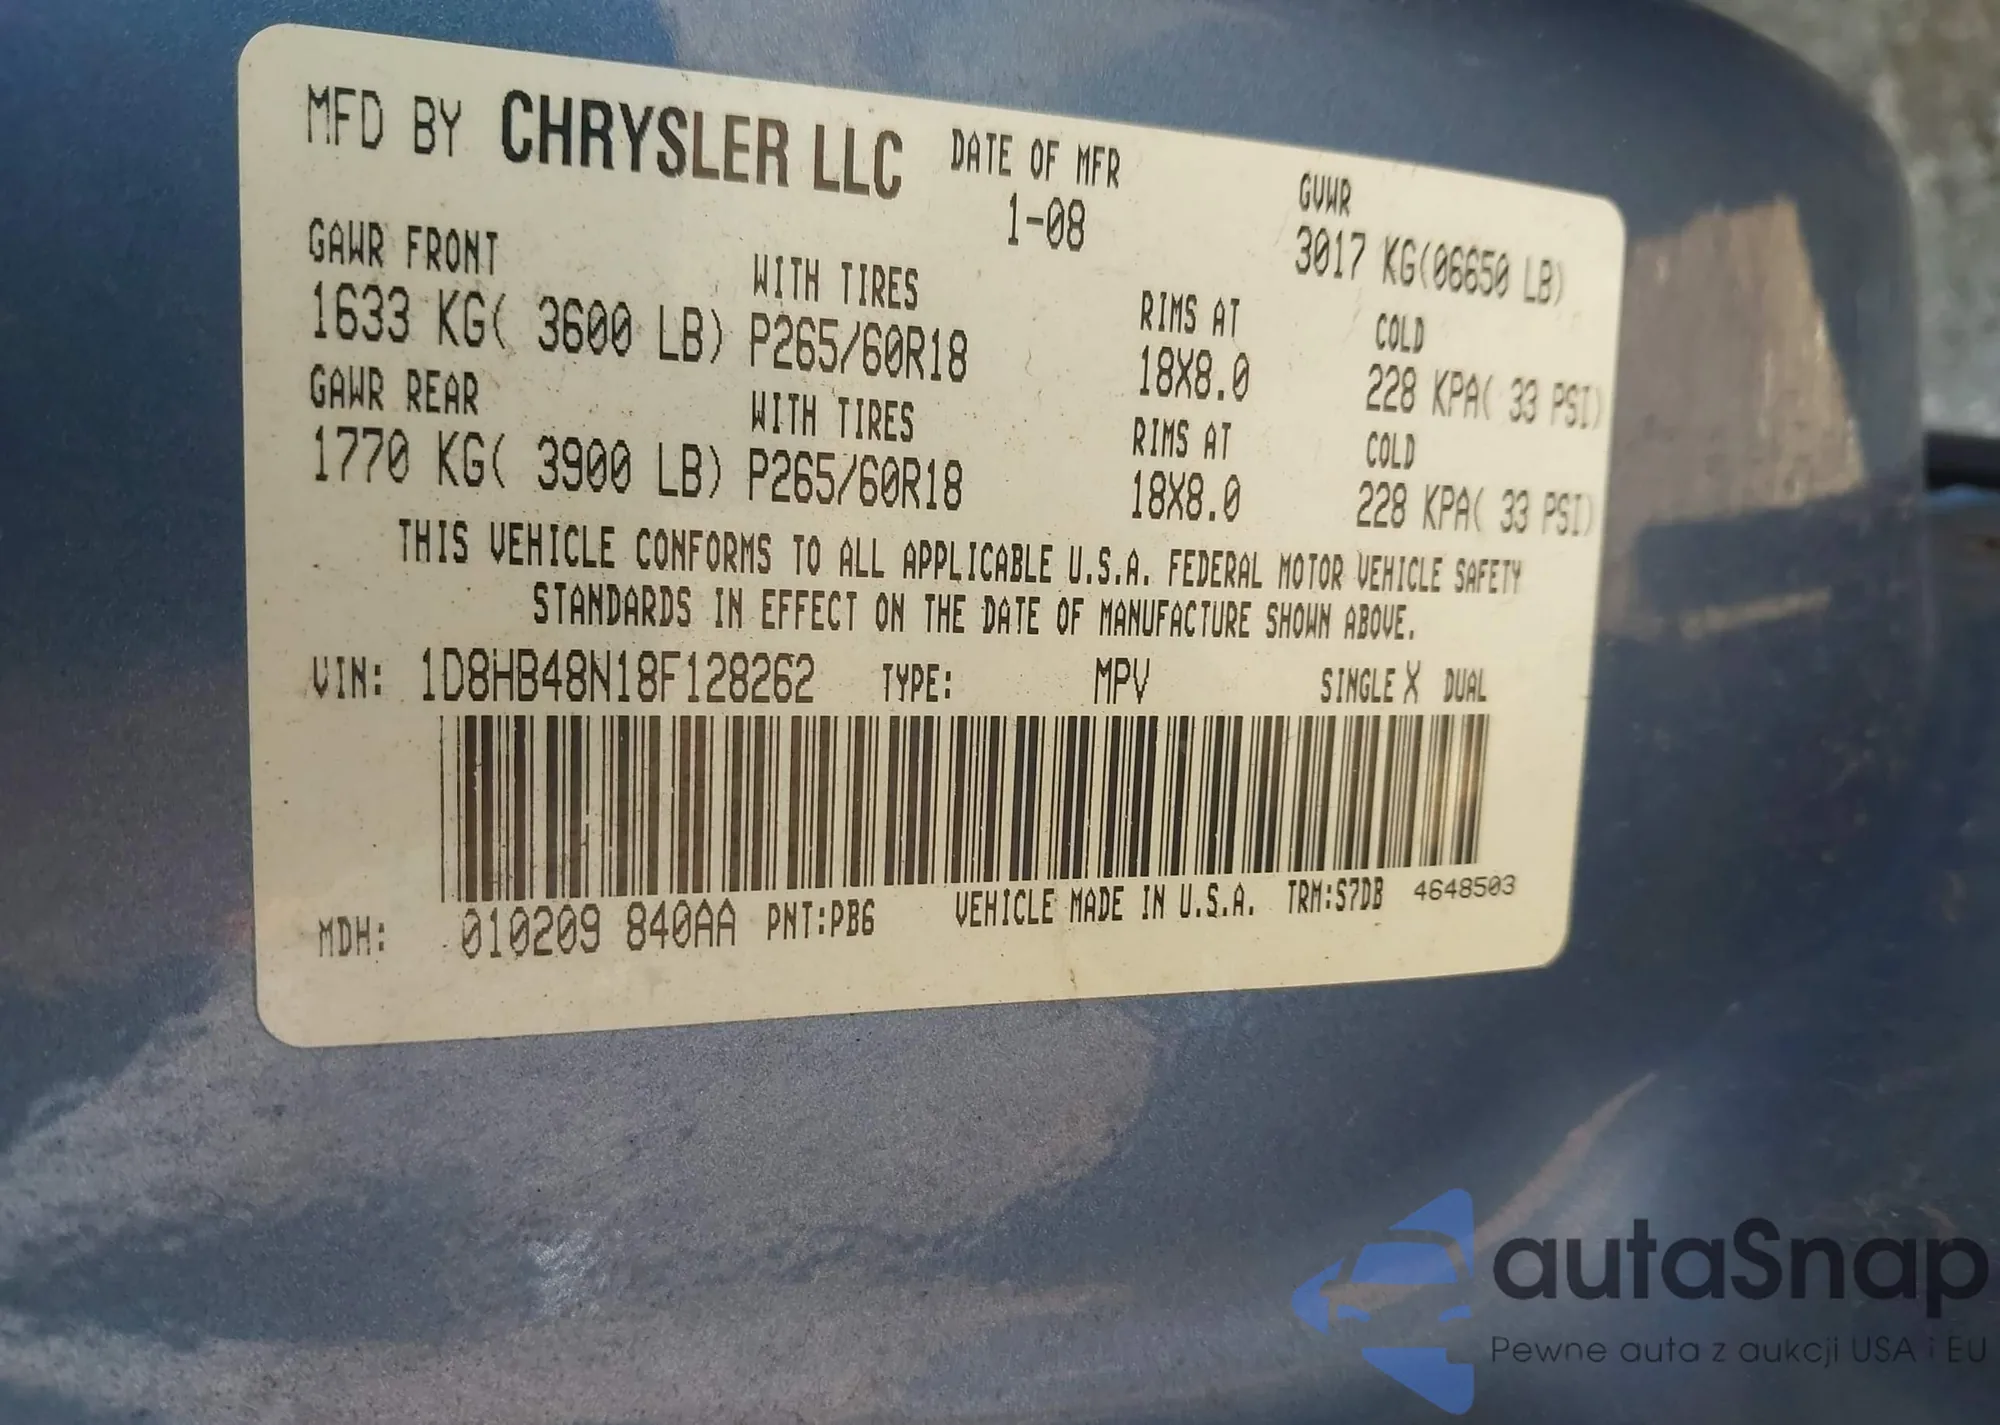 MFD BY CHRYSLER LLC DATE OF MFR GVWR
1-08 3017 KG(06650 LB)
GAWR FRONT WITH TIRES RIMS AT COLD
1633 KG( 3600 LB) P265/60R18 18X8.0 228 KPA( 33 PSI)
GAWR REAR WITH TIRES RIMS AT COLD
1770 KG( 3900 LB) P265/60R18 18X8.0 228 KPA( 33 PSI)
THIS VEHICLE CONFORMS TO ALL APPLICABLE U.S.A. FEDERAL MOTOR VEHICLE SAFETY
STANDARDS IN EFFECT ON THE DATE OF MANUFACTURE SHOWN ABOVE.
VIN: 1D8HB48N18F128262 TYPE: MPV SINGLE X DUAL
MDH: 010209 840AA PNT:PB6 VEHICLE MADE IN U.S.A. TRM:S7DB 4648503
autaSnap
Pewne auta z aukcji USA i EU